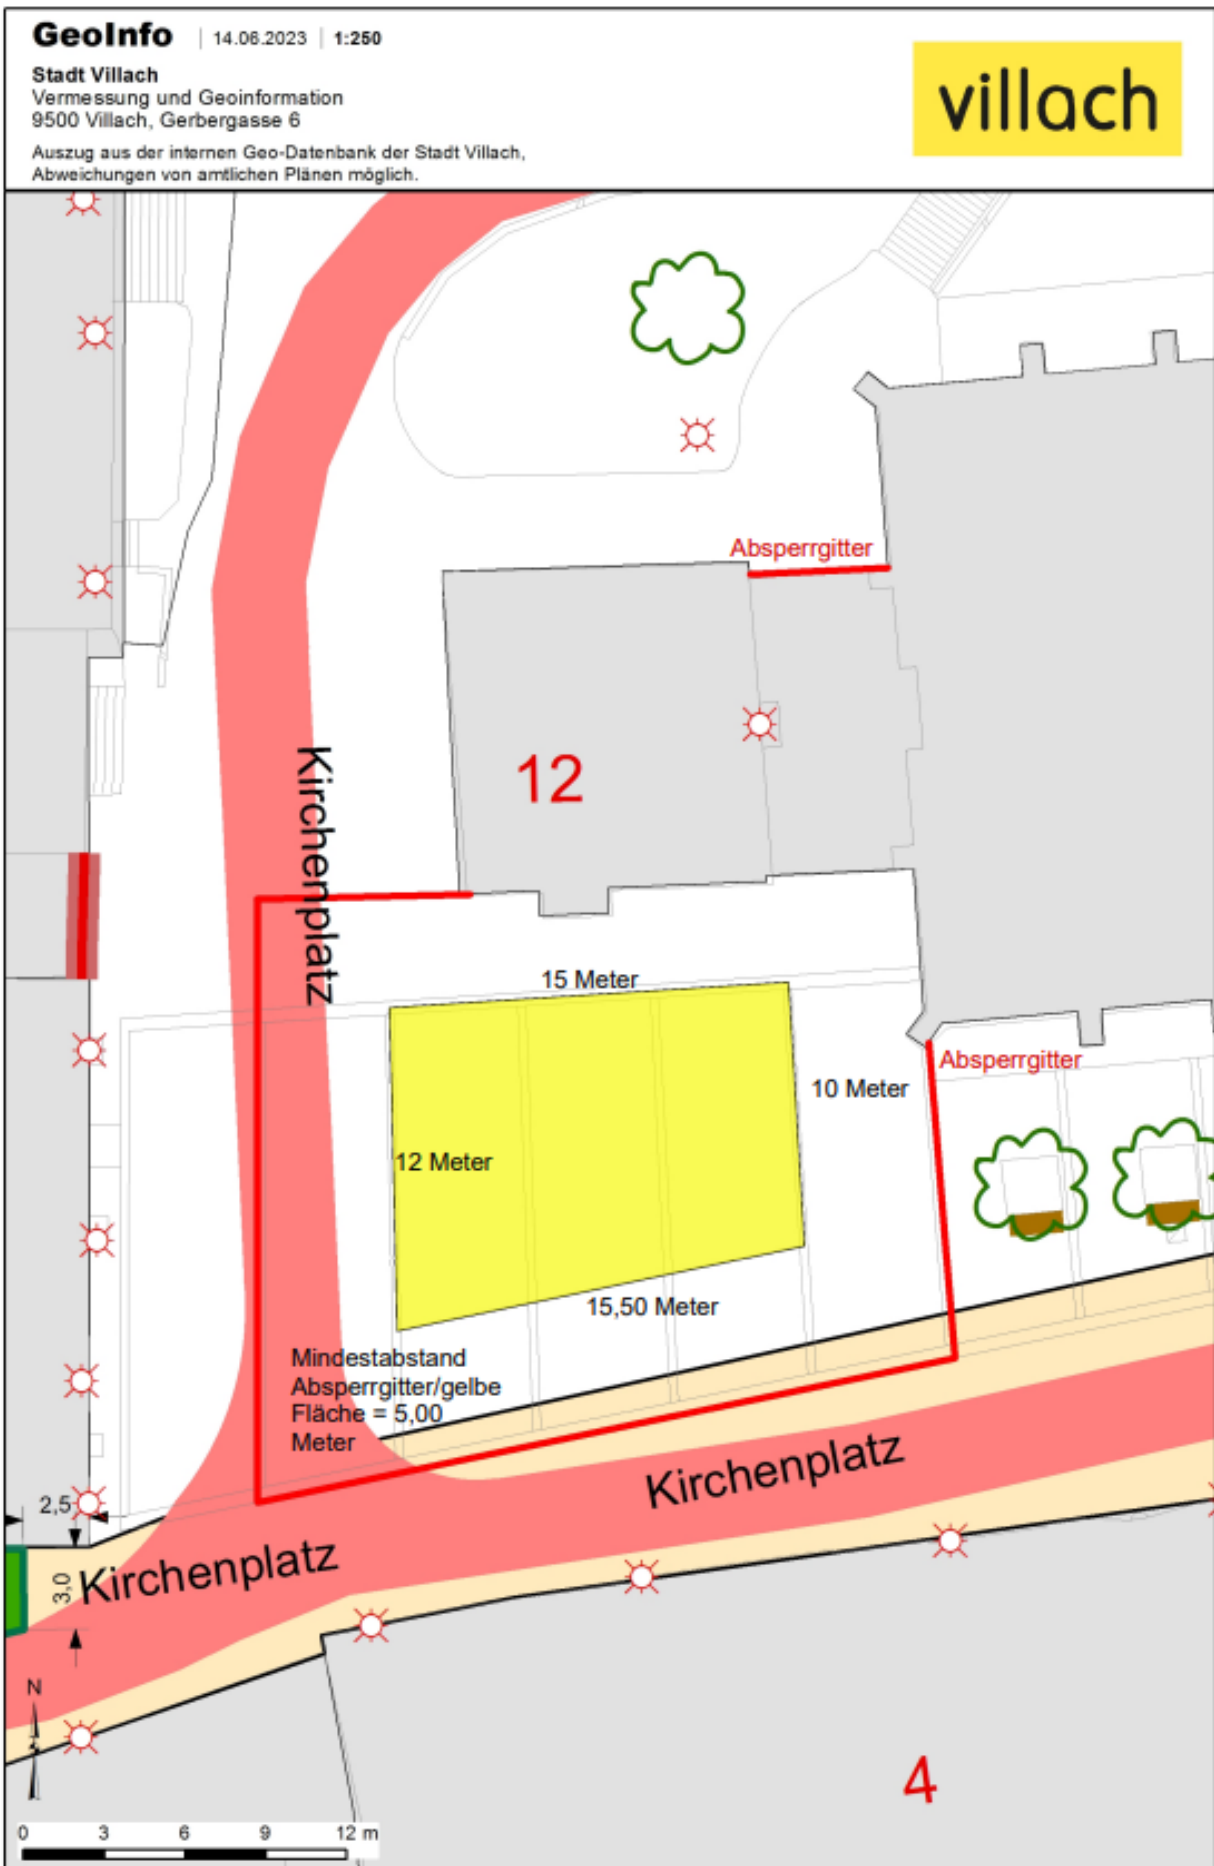 GeoInfo | 14.06.2023 | 1:250
Stadt Villach
Vermessung und Geoinformation
9500 Villach, Gerbergasse 6
Auszug aus der internen Geo-Datenbank der Stadt Villach,
Abweichungen von amtlichen Plänen möglich.
villach
Absperrgitter
12
Kirchenplatz
15 Meter
Absperrgitter
10 Meter
12 Meter
15,50 Meter
Mindestabstand
Absperrgitter/gelbe
Fläche = 5,00
Meter
Kirchenplatz
2,5
3,0
Kirchenplatz
N
4
0 3 6 9 12 m